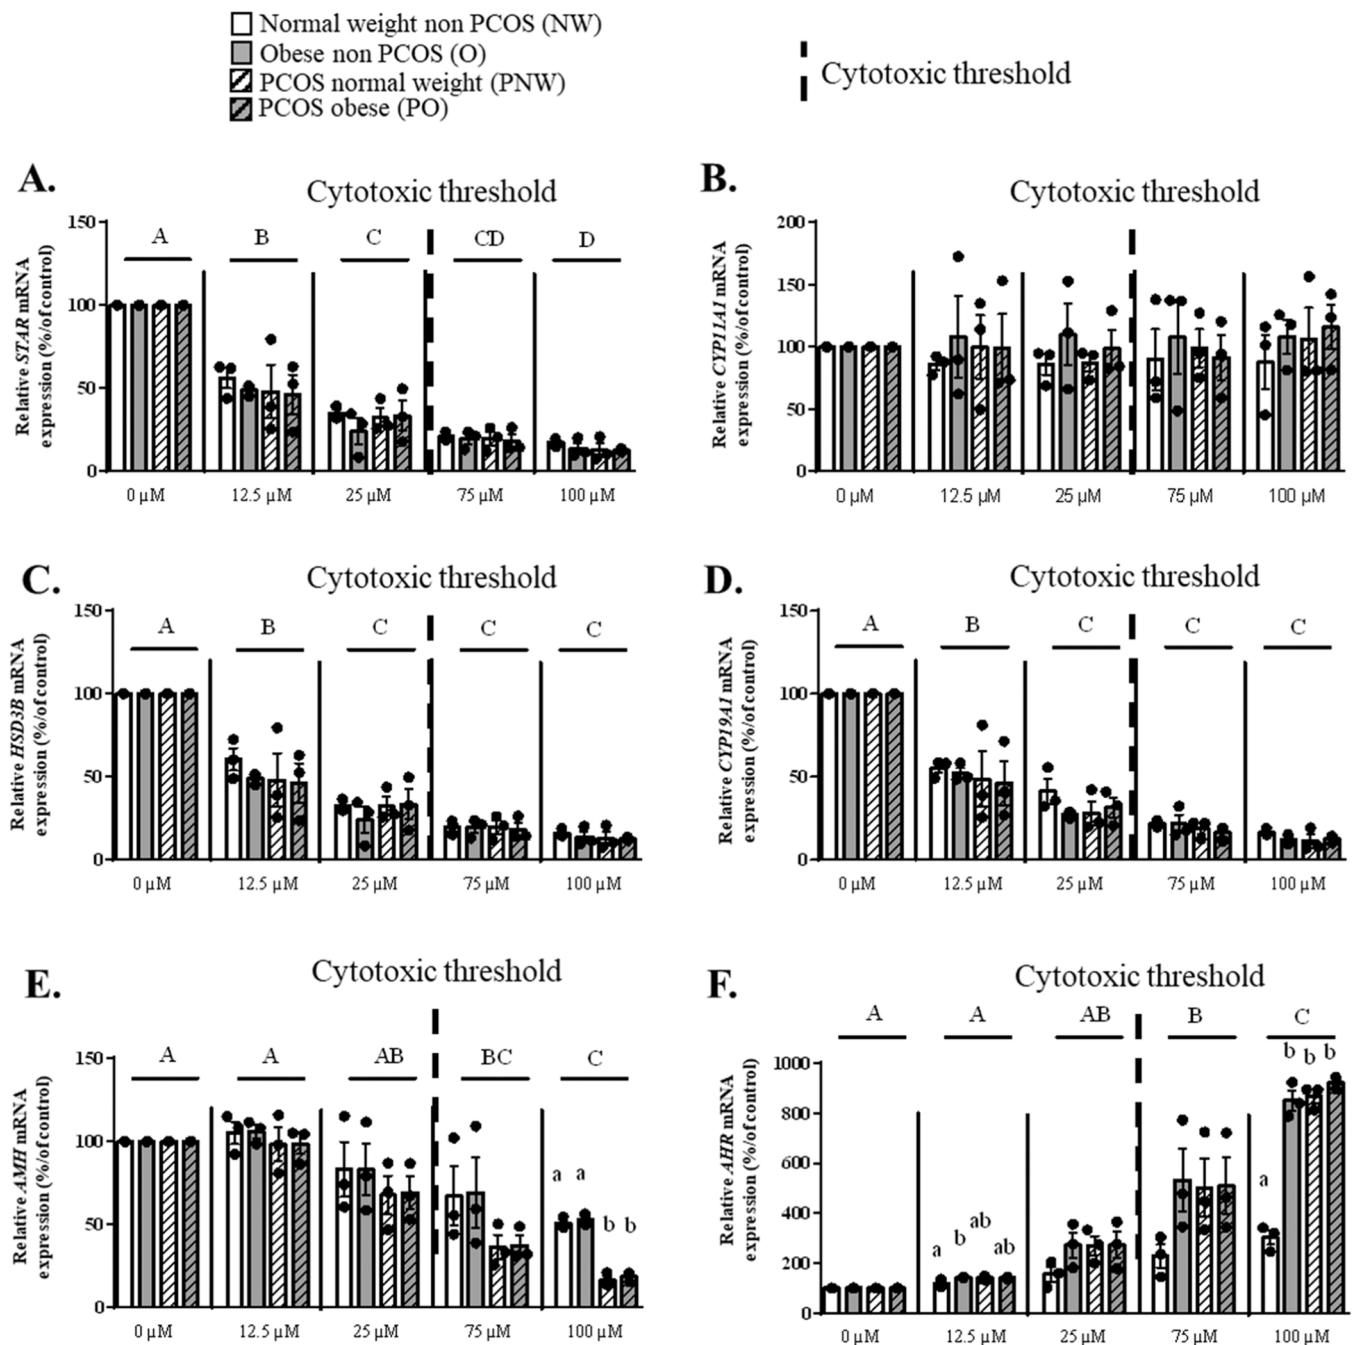 Normal weight non PCOS (NW)
Obese non PCOS (O)
PCOS normal weight (PNW)
PCOS obese (PO)
Cytotoxic threshold
A.
Cytotoxic threshold
Relative STAR mRNA
expression (%/of control)
150
100
50
0
A
B
C
CD
D
0 µM
12.5 µM
25 µM
75 µM
100 µM
B.
Cytotoxic threshold
Relative CYP11A1 mRNA
expression (%/of control)
200
150
100
50
0
0 µM
12.5 µM
25 µM
75 µM
100 µM
C.
Cytotoxic threshold
Relative HSD3B mRNA
expression (%/of control)
150
100
50
0
A
B
C
C
C
0 µM
12.5 µM
25 µM
75 µM
100 µM
D.
Cytotoxic threshold
Relative CYP19A1 mRNA
expression (%/of control)
150
100
50
0
A
B
C
C
C
0 µM
12.5 µM
25 µM
75 µM
100 µM
E.
Cytotoxic threshold
Relative AMH mRNA
expression (%/of control)
150
100
50
0
A
A
AB
BC
C
a a
b b
0 µM
12.5 µM
25 µM
75 µM
100 µM
F.
Cytotoxic threshold
Relative AHR mRNA
expression (%/of control)
1000
800
600
400
200
0
A
A
AB
B
C
a b ab ab
a b b b
0 µM
12.5 µM
25 µM
75 µM
100 µM